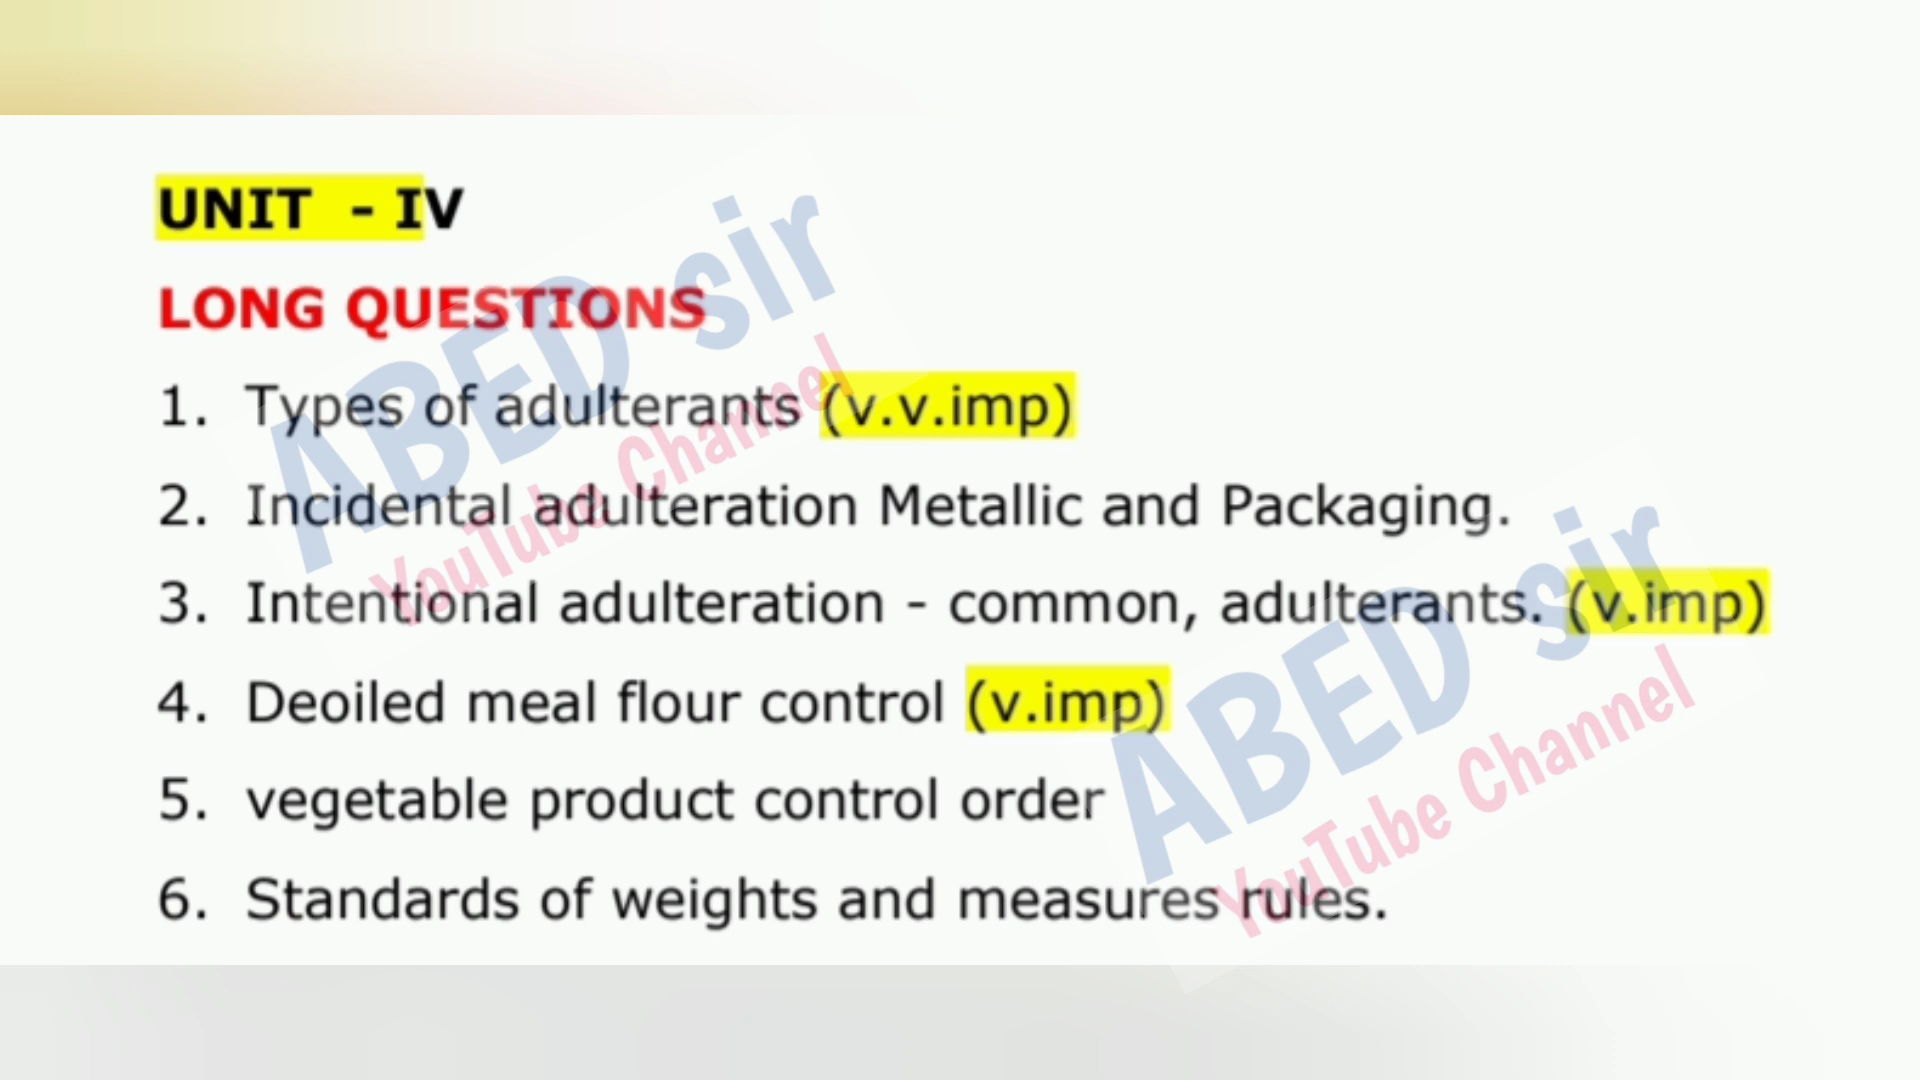 UNIT - IV
LONG QUESTIONS
1. Types of adulterants (v.v.imp)
2. Incidental adulteration Metallic and Packaging.
3. Intentional adulteration - common, adulterants. (v.imp)
4. Deoiled meal flour control (v.imp)
5. vegetable product control order
6. Standards of weights and measures rules.
ABED sir
YouTube Channel
ABED sir
YouTube Channel